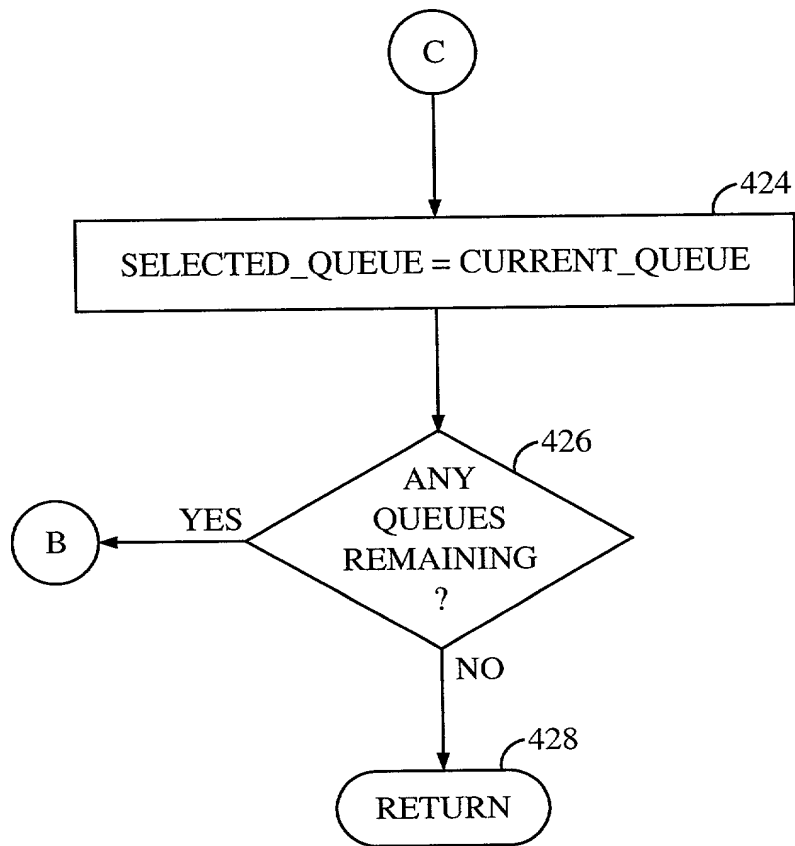 C
424
SELECTED_QUEUE = CURRENT_QUEUE
426
ANY
QUEUES
REMAINING
?
YES
B
NO
428
RETURN